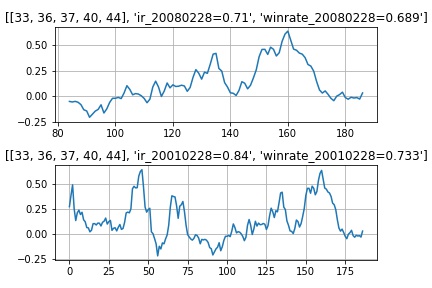 [[33, 36, 37, 40, 44], 'ir_20080228=0.71', 'winrate_20080228=0.689']
0.50
0.25
0.00
−0.25
80 100 120 140 160 180
[[33, 36, 37, 40, 44], 'ir_20010228=0.84', 'winrate_20010228=0.733']
0.50
0.25
0.00
−0.25
0 25 50 75 100 125 150 175